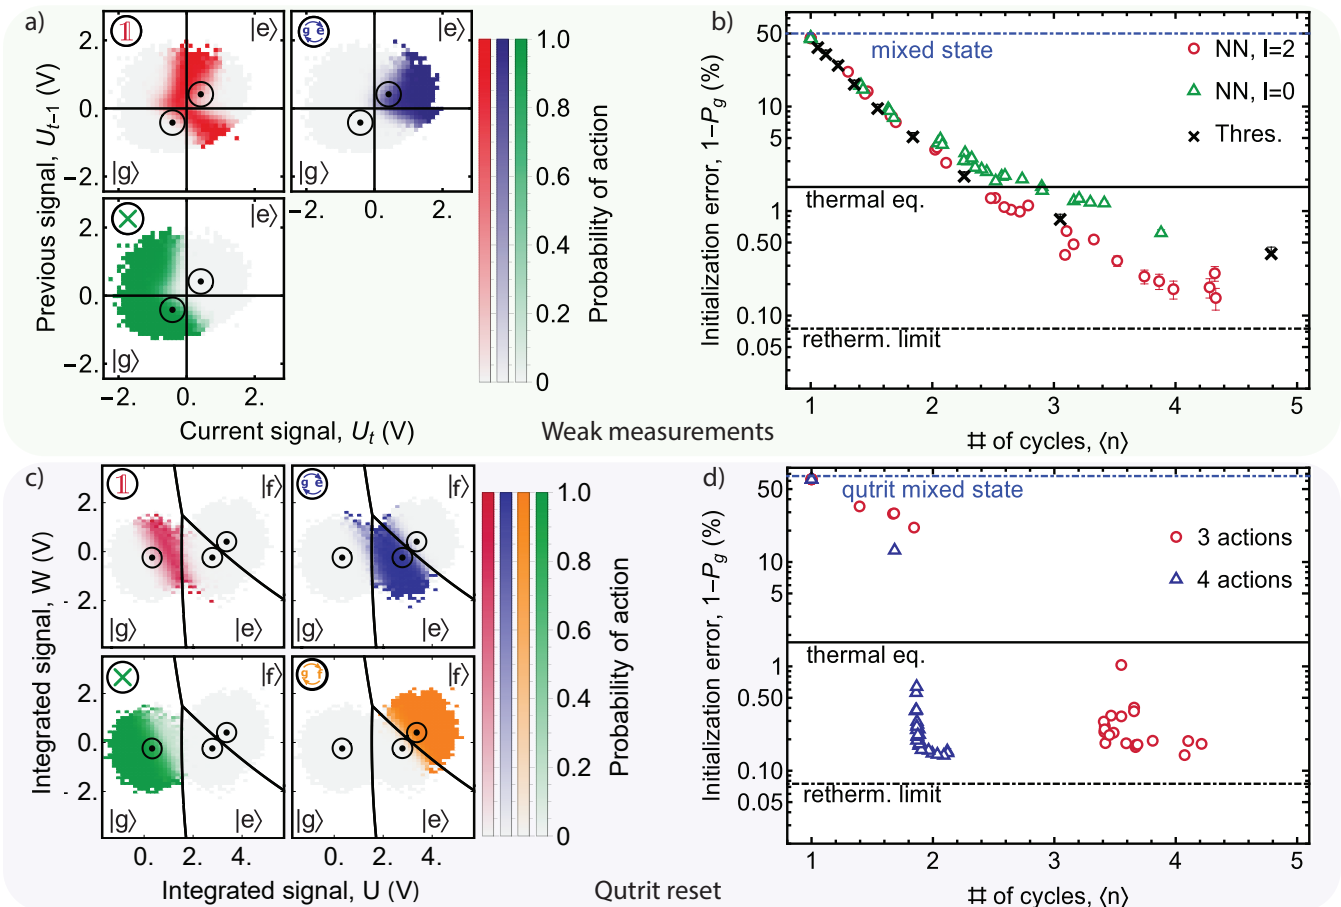 a)
𝟙
|e⟩
g e
|e⟩
2.
0.
−2.
|g⟩
|g⟩
0.
2.
×
|e⟩
2.
0.
−2.
|g⟩
−2.
0.
2.
Previous signal, U_{t−1} (V)
Current signal, U_t (V)
1.0
0.8
0.6
0.4
0.2
0
Probability of action
Weak measurements
b)
50
10
5
1
0.50
0.10
0.05
Initialization error, 1−P_g (%)
mixed state
NN, l=2
NN, l=0
Thres.
thermal eq.
retherm. limit
1
2
3
4
5
# of cycles, ⟨n⟩
c)
𝟙
|f⟩
g e
|f⟩
2.
0.
2.
|g⟩
|e⟩
|g⟩
|e⟩
×
|f⟩
g f
|f⟩
2.
0.
2.
|g⟩
|e⟩
|g⟩
|e⟩
0.
2.
4.
0.
2.
4.
Integrated signal, W (V)
Integrated signal, U (V)
1.0
0.8
0.6
0.4
0.2
0
Probability of action
Qutrit reset
d)
50
10
5
1
0.50
0.10
0.05
Initialization error, 1−P_g (%)
qutrit mixed state
3 actions
4 actions
thermal eq.
retherm. limit
1
2
3
4
5
# of cycles, ⟨n⟩